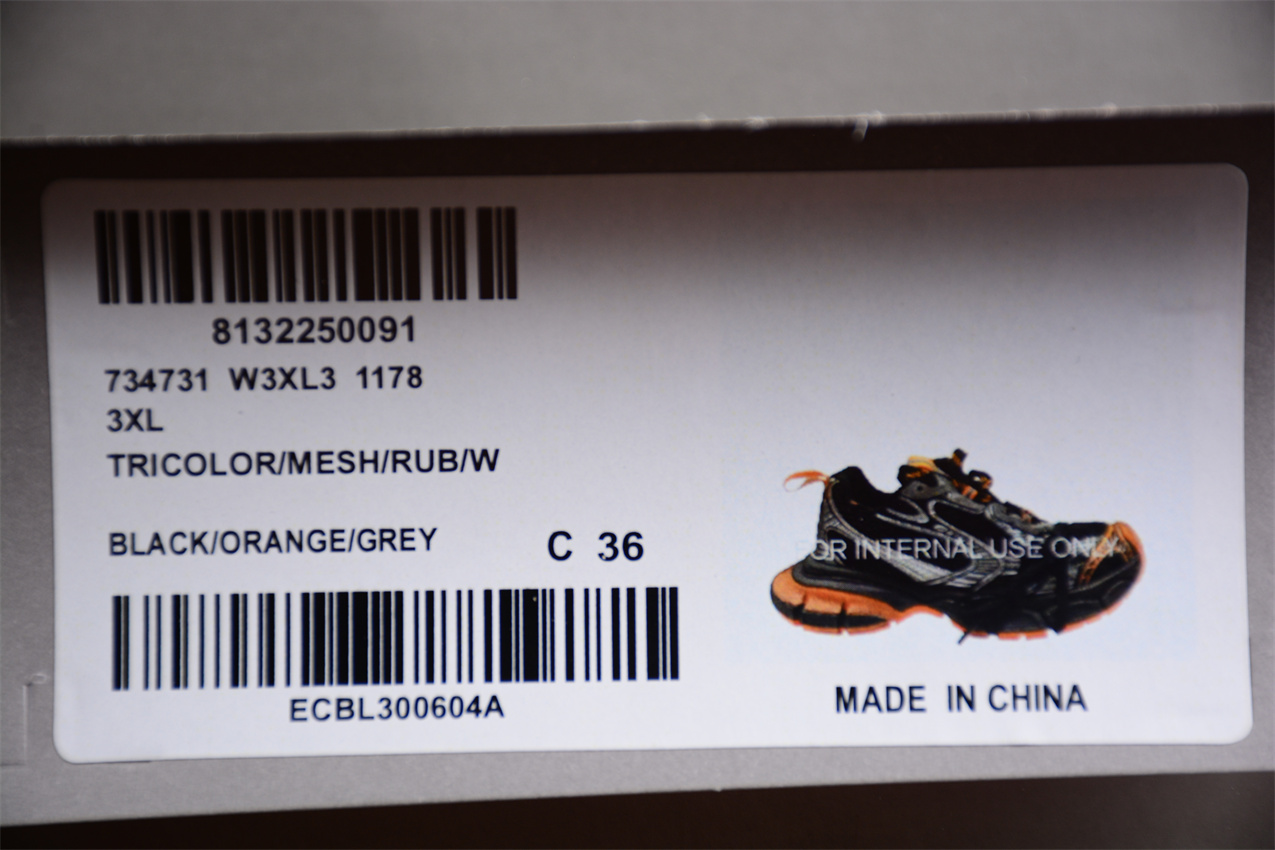 8132250091
734731 W3XL3 1178
3XL
TRICOLOR/MESH/RUB/W
BLACK/ORANGE/GREY C 36
FOR INTERNAL USE ONLY
ECBL300604A
MADE IN CHINA